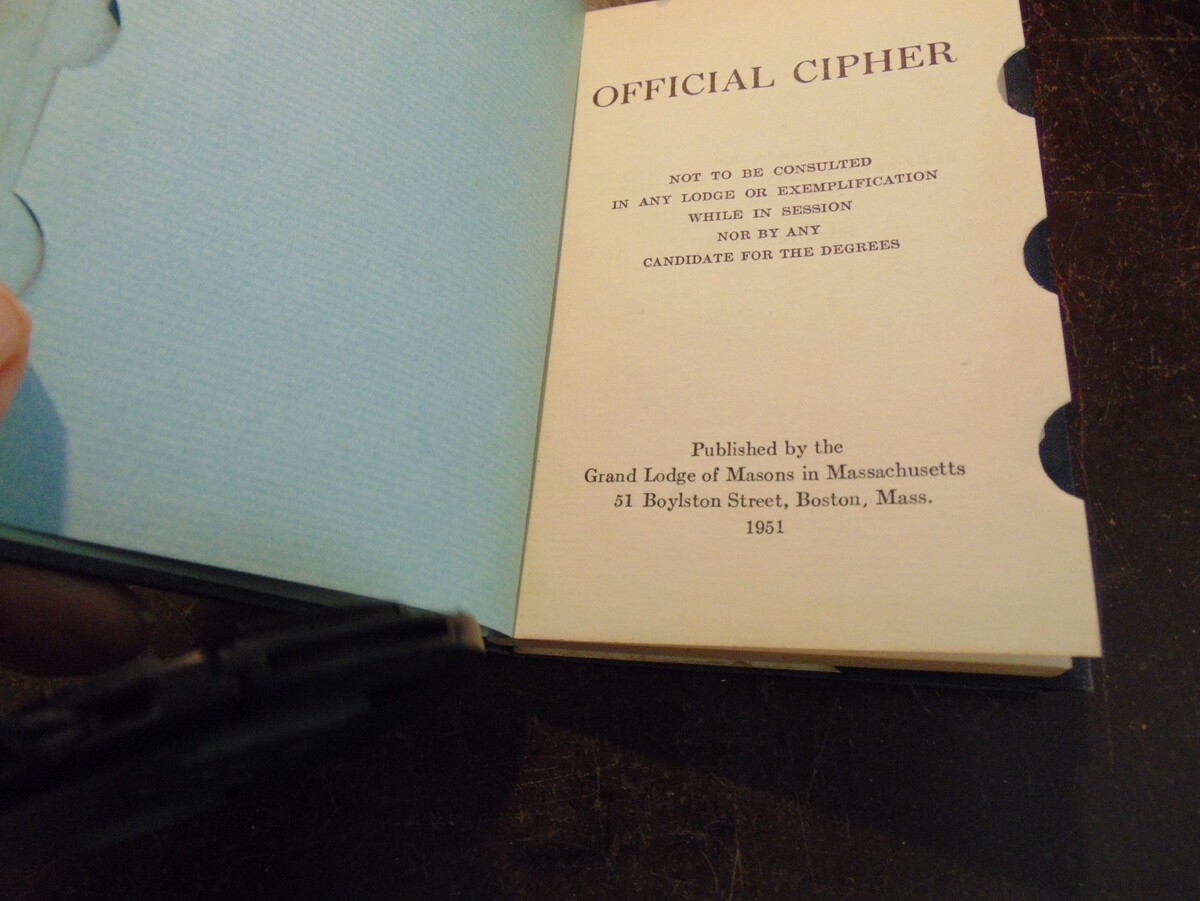 OFFICIAL CIPHER
NOT TO BE CONSULTED
IN ANY LODGE OR EXEMPLIFICATION
WHILE IN SESSION
NOR BY ANY
CANDIDATE FOR THE DEGREES
Published by the
Grand Lodge of Masons in Massachusetts
51 Boylston Street, Boston, Mass.
1951